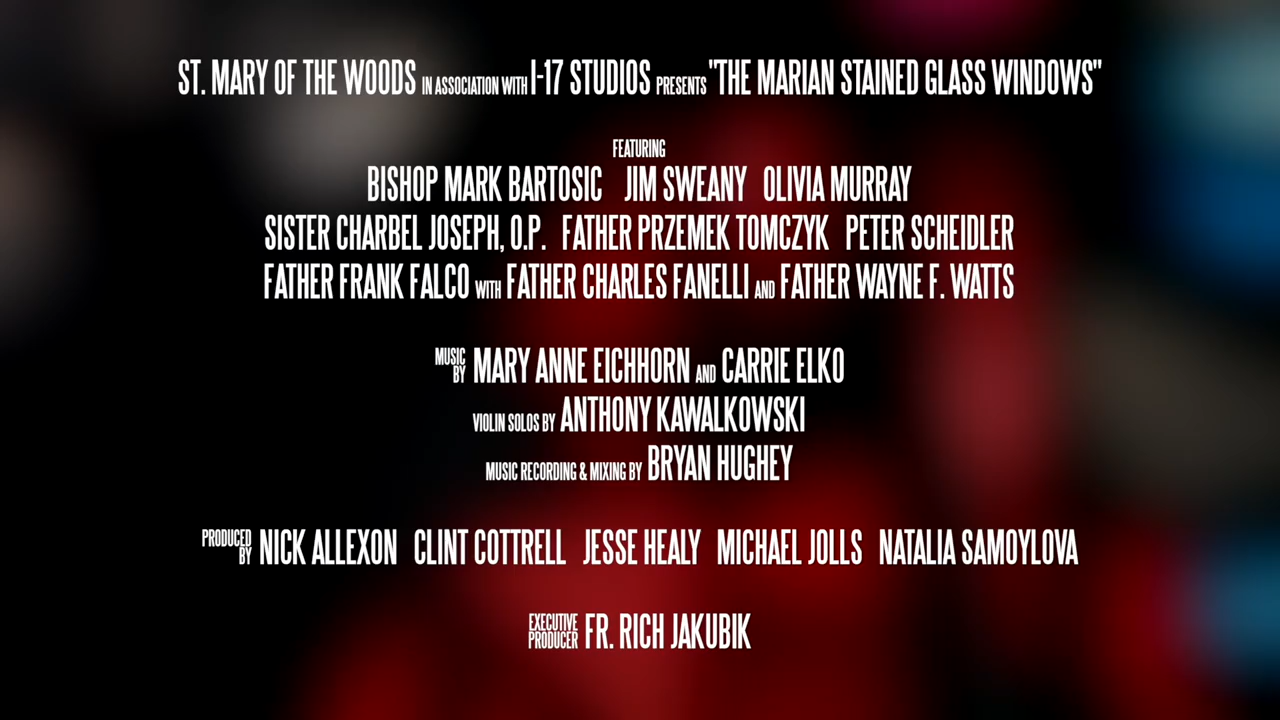 ST. MARY OF THE WOODS IN ASSOCIATION WITH I-17 STUDIOS PRESENTS "THE MARIAN STAINED GLASS WINDOWS"
FEATURING
BISHOP MARK BARTOSIC JIM SWEANY OLIVIA MURRAY
SISTER CHARBEL JOSEPH, O.P. FATHER PRZEMEK TOMCZYK PETER SCHEIDLER
FATHER FRANK FALCO WITH FATHER CHARLES FANELLI AND FATHER WAYNE F. WATTS
MUSIC BY MARY ANNE EICHHORN AND CARRIE ELKO
VIOLIN SOLOS BY ANTHONY KAWALKOWSKI
MUSIC RECORDING & MIXING BY BRYAN HUGHEY
PRODUCED BY NICK ALLEXON CLINT COTTRELL JESSE HEALY MICHAEL JOLLS NATALIA SAMOYLOVA
EXECUTIVE PRODUCER FR. RICH JAKUBIK